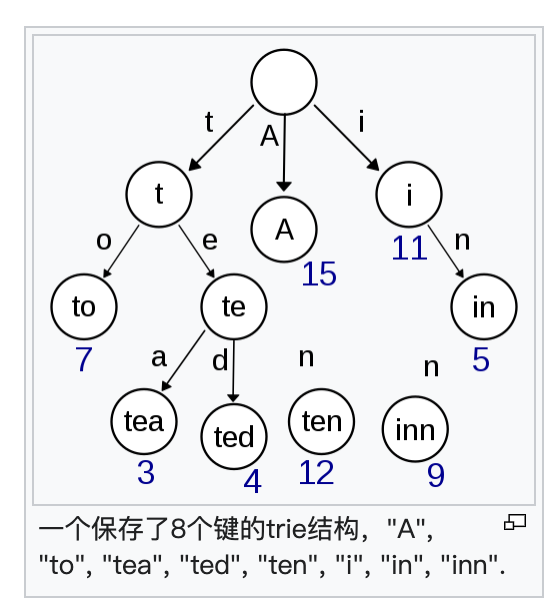 t
A
i
t
A
i
o
e
11
n
15
to
te
in
7
a
d
n
n
5
tea
ted
ten
inn
3
4
12
9
一个保存了8个键的trie结构，"A",
"to", "tea", "ted", "ten", "i", "in", "inn".